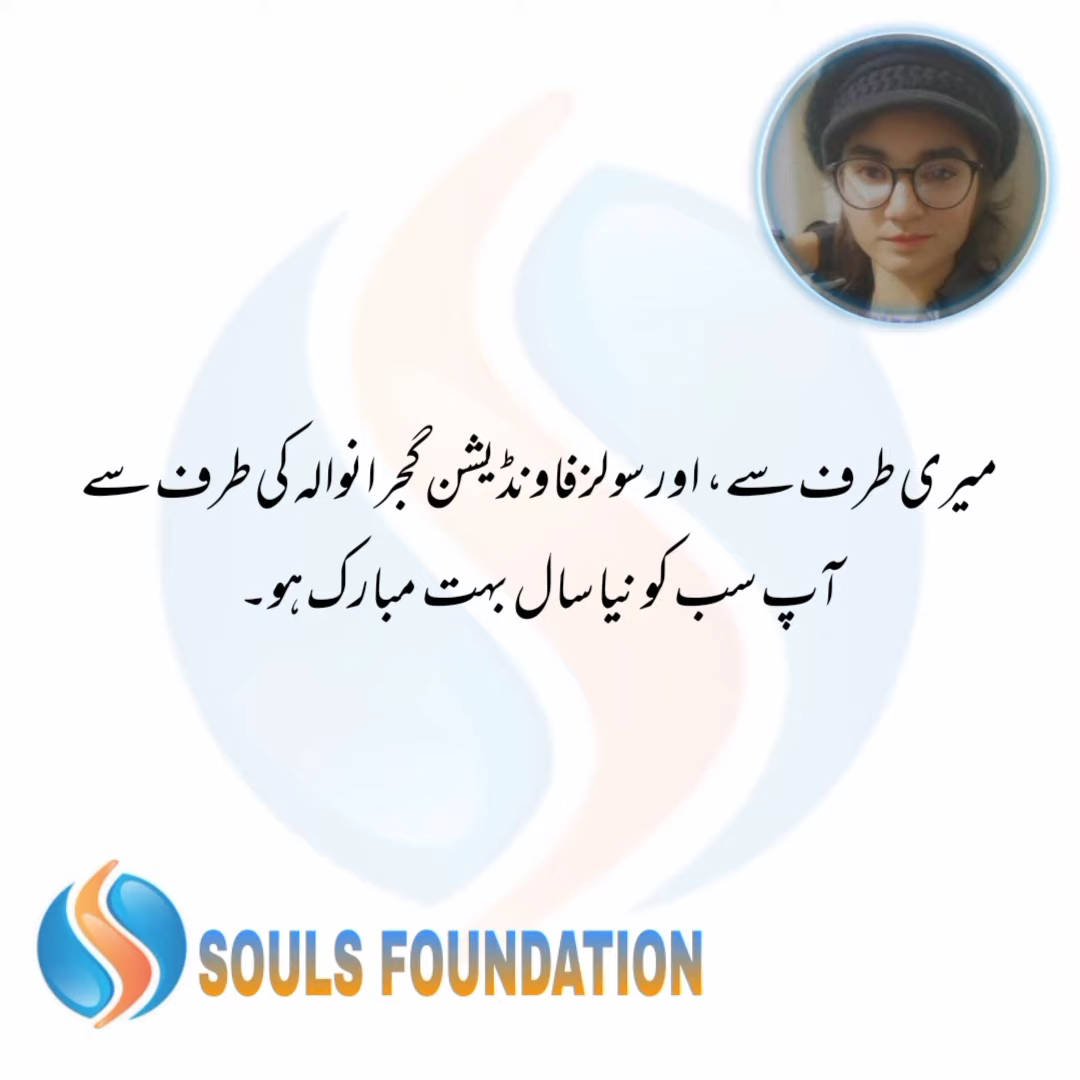 میری طرف سے، اور سولز فاونڈیشن گجرانوالہ کی طرف سے
آپ سب کو نیا سال بہت مبارک ہو۔
SOULS FOUNDATION